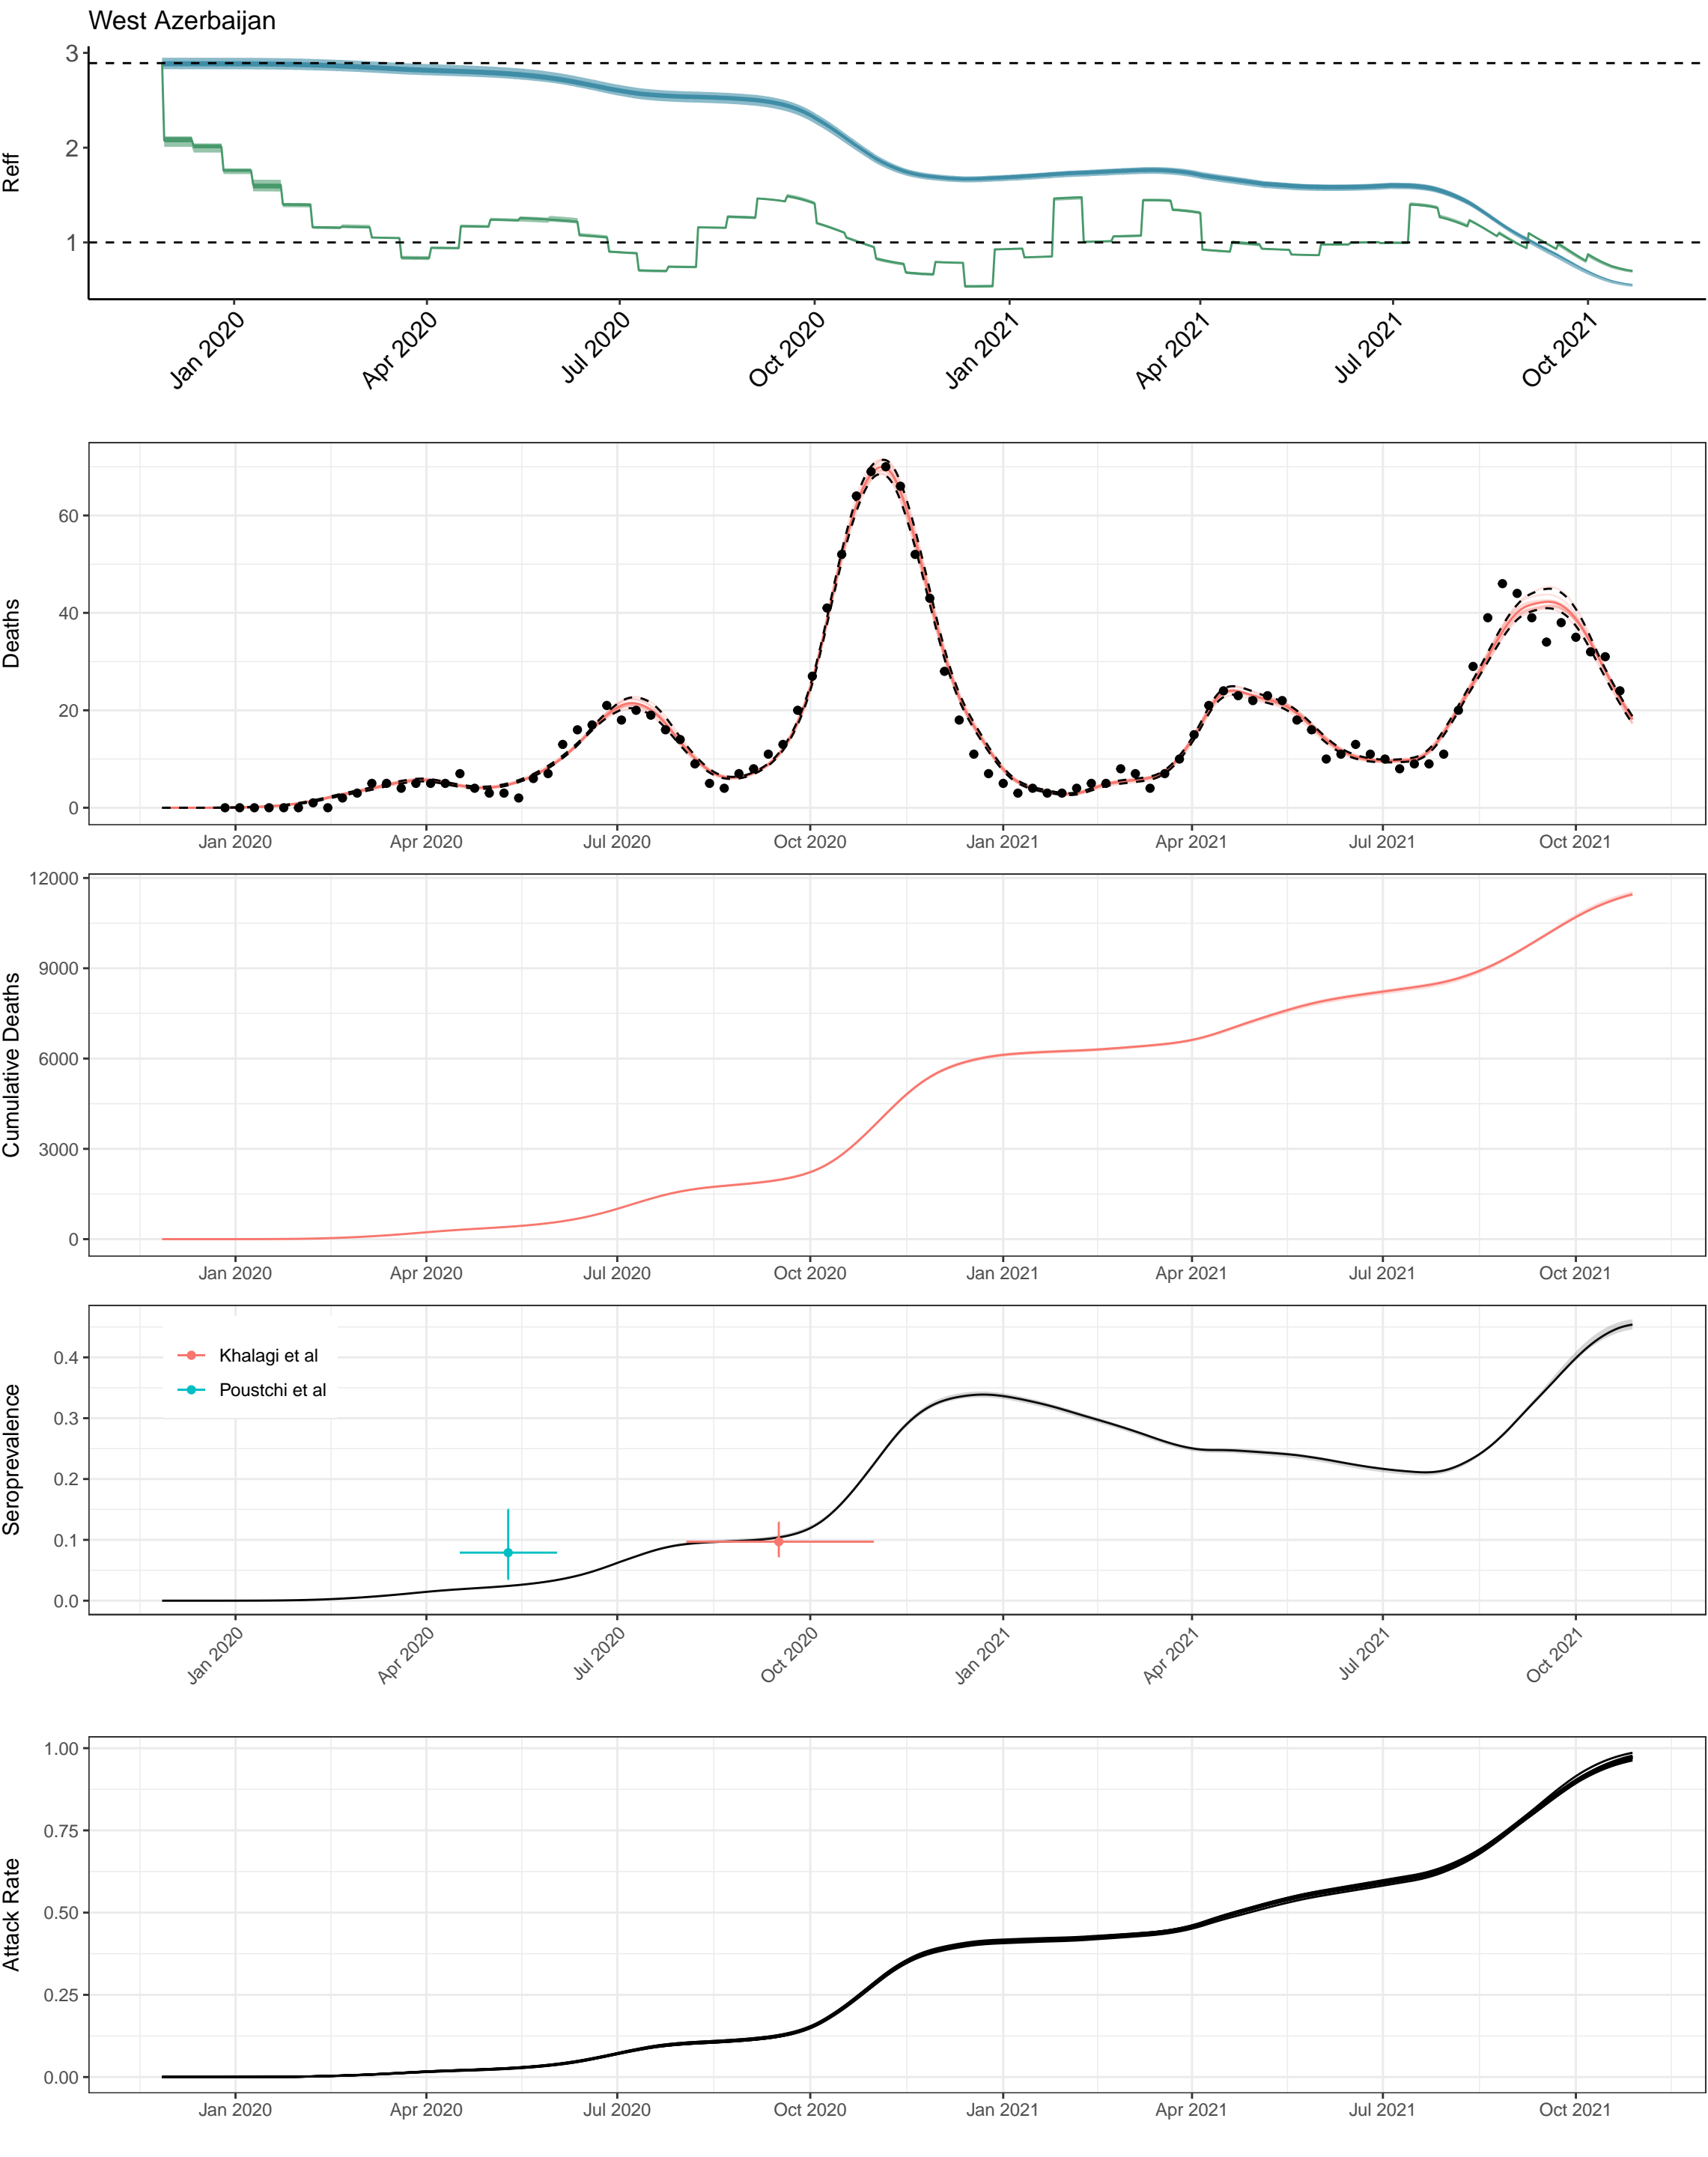 West Azerbaijan
Reff
3
2
1
Jan 2020 Apr 2020 Jul 2020 Oct 2020 Jan 2021 Apr 2021 Jul 2021 Oct 2021
Deaths
60
40
20
0
Jan 2020 Apr 2020 Jul 2020 Oct 2020 Jan 2021 Apr 2021 Jul 2021 Oct 2021
Cumulative Deaths
12000
9000
6000
3000
0
Jan 2020 Apr 2020 Jul 2020 Oct 2020 Jan 2021 Apr 2021 Jul 2021 Oct 2021
Seroprevalence
Khalagi et al
Poustchi et al
0.4
0.3
0.2
0.1
0.0
Jan 2020 Apr 2020 Jul 2020 Oct 2020 Jan 2021 Apr 2021 Jul 2021 Oct 2021
Attack Rate
1.00
0.75
0.50
0.25
0.00
Jan 2020 Apr 2020 Jul 2020 Oct 2020 Jan 2021 Apr 2021 Jul 2021 Oct 2021